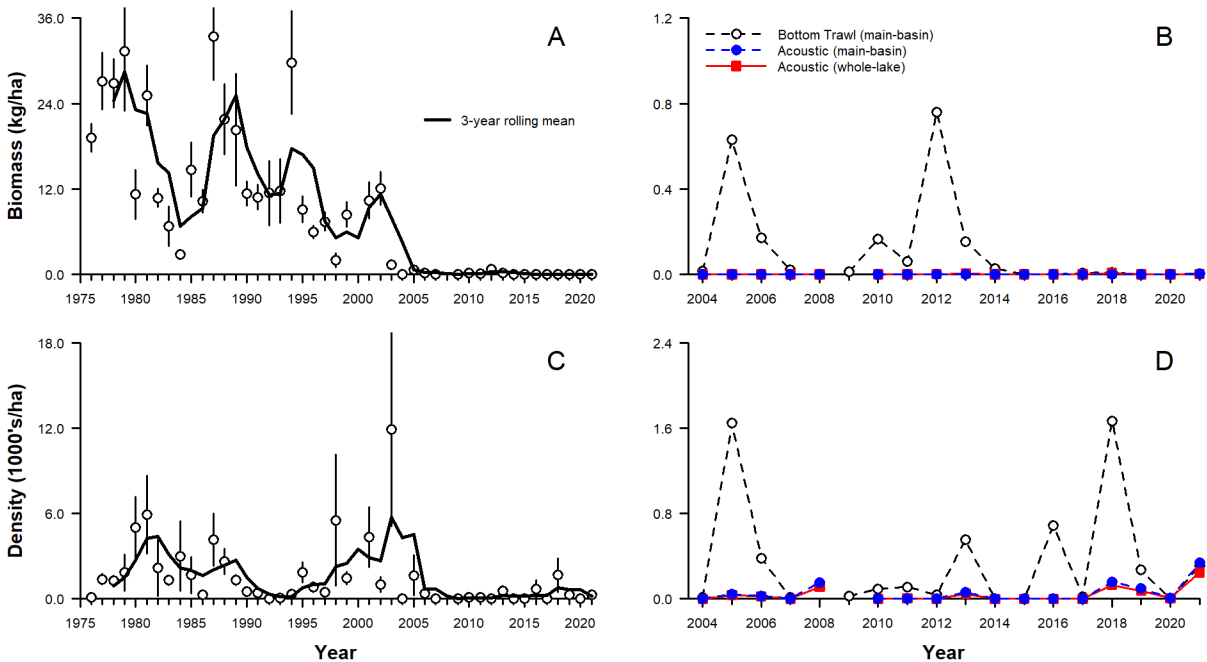 36.0
24.0
12.0
0.0
Biomass (kg/ha)
A
3-year rolling mean
1975 1980 1985 1990 1995 2000 2005 2010 2015 2020
1.2
0.8
0.4
0.0
B
Bottom Trawl (main-basin)
Acoustic (main-basin)
Acoustic (whole-lake)
2004 2006 2008 2010 2012 2014 2016 2018 2020
18.0
12.0
6.0
0.0
Density (1000's/ha)
C
1975 1980 1985 1990 1995 2000 2005 2010 2015 2020
Year
2.4
1.6
0.8
0.0
D
2004 2006 2008 2010 2012 2014 2016 2018 2020
Year